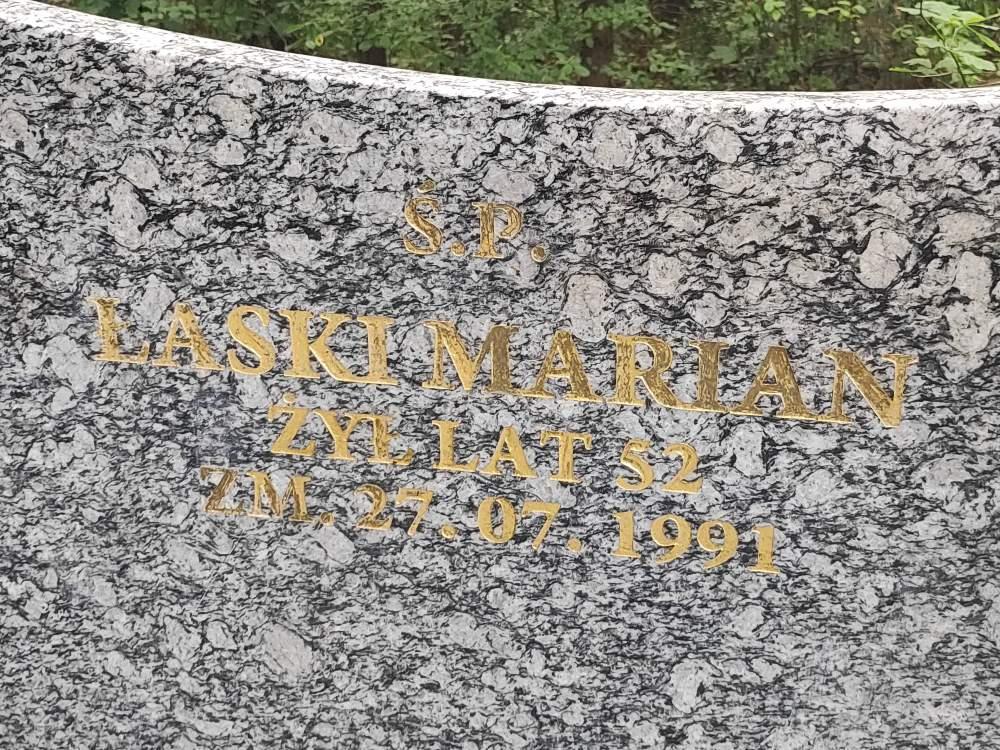 Ś.P.
ŁASKI MARIAN
ŻYŁ LAT 52
ZM. 27.07.1991